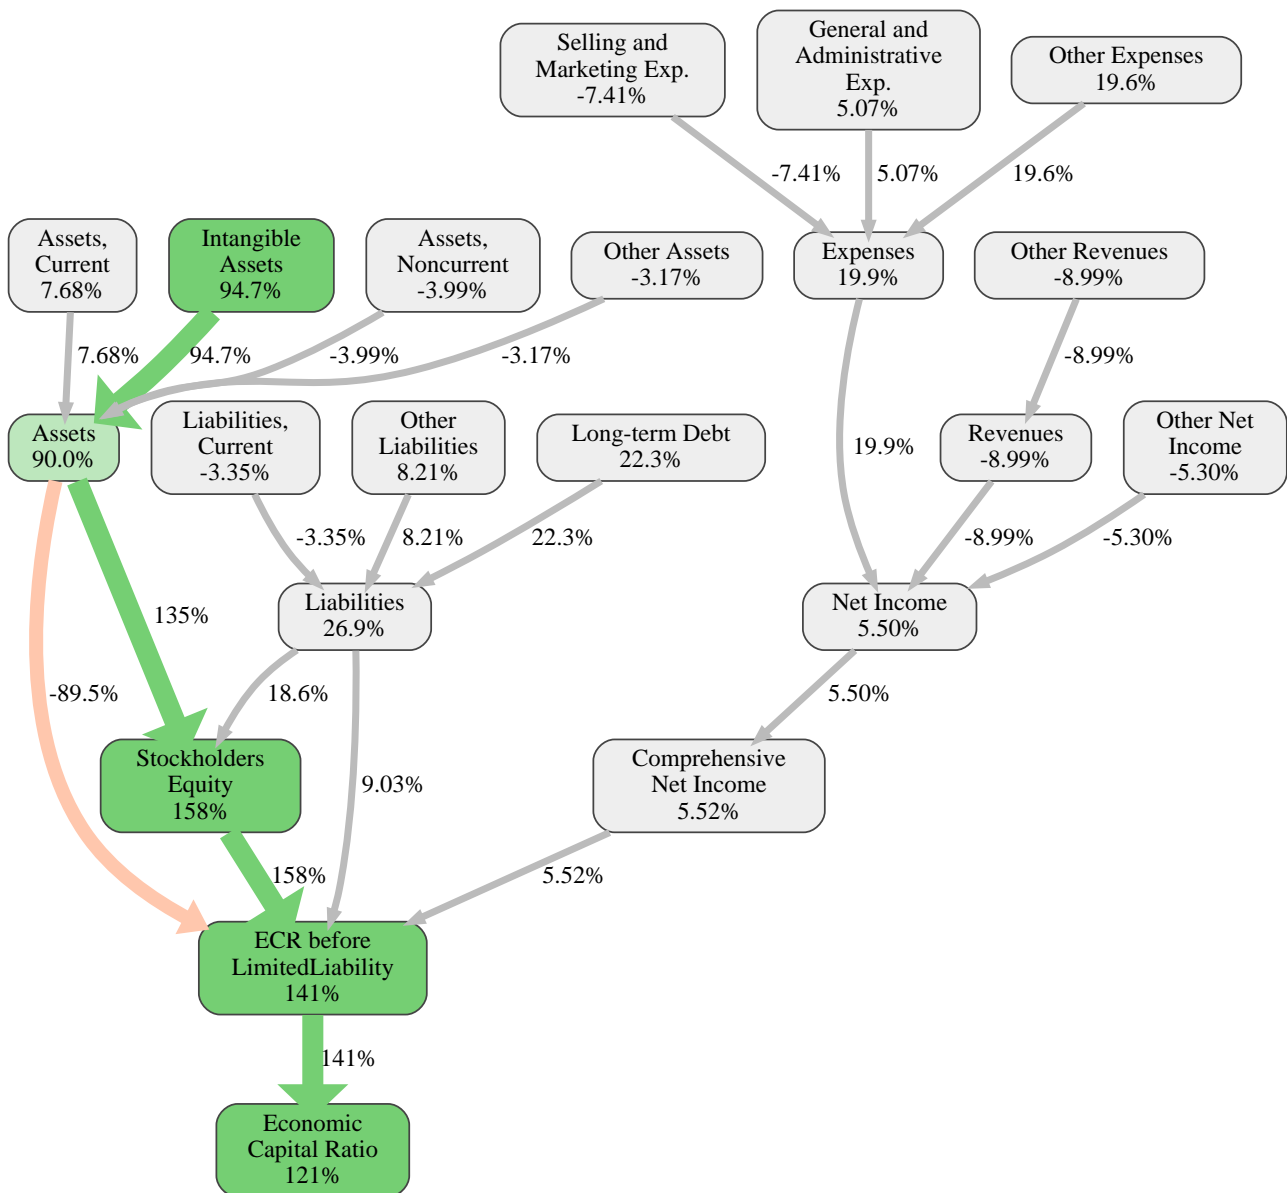 Selling and
Marketing Exp.
-7.41%
General and
Administrative
Exp.
5.07%
Other Expenses
19.6%
-7.41%
5.07%
19.6%
Assets,
Current
7.68%
Intangible
Assets
94.7%
Assets,
Noncurrent
-3.99%
Other Assets
-3.17%
Expenses
19.9%
Other Revenues
-8.99%
7.68%
94.7%
-3.99%
-3.17%
-8.99%
Assets
90.0%
Liabilities,
Current
-3.35%
Other
Liabilities
8.21%
Long-term Debt
22.3%
19.9%
Revenues
-8.99%
Other Net
Income
-5.30%
-3.35%
8.21%
22.3%
-8.99%
-5.30%
135%
Liabilities
26.9%
Net Income
5.50%
-89.5%
18.6%
5.50%
Stockholders
Equity
158%
9.03%
Comprehensive
Net Income
5.52%
158%
5.52%
ECR before
LimitedLiability
141%
141%
Economic
Capital Ratio
121%